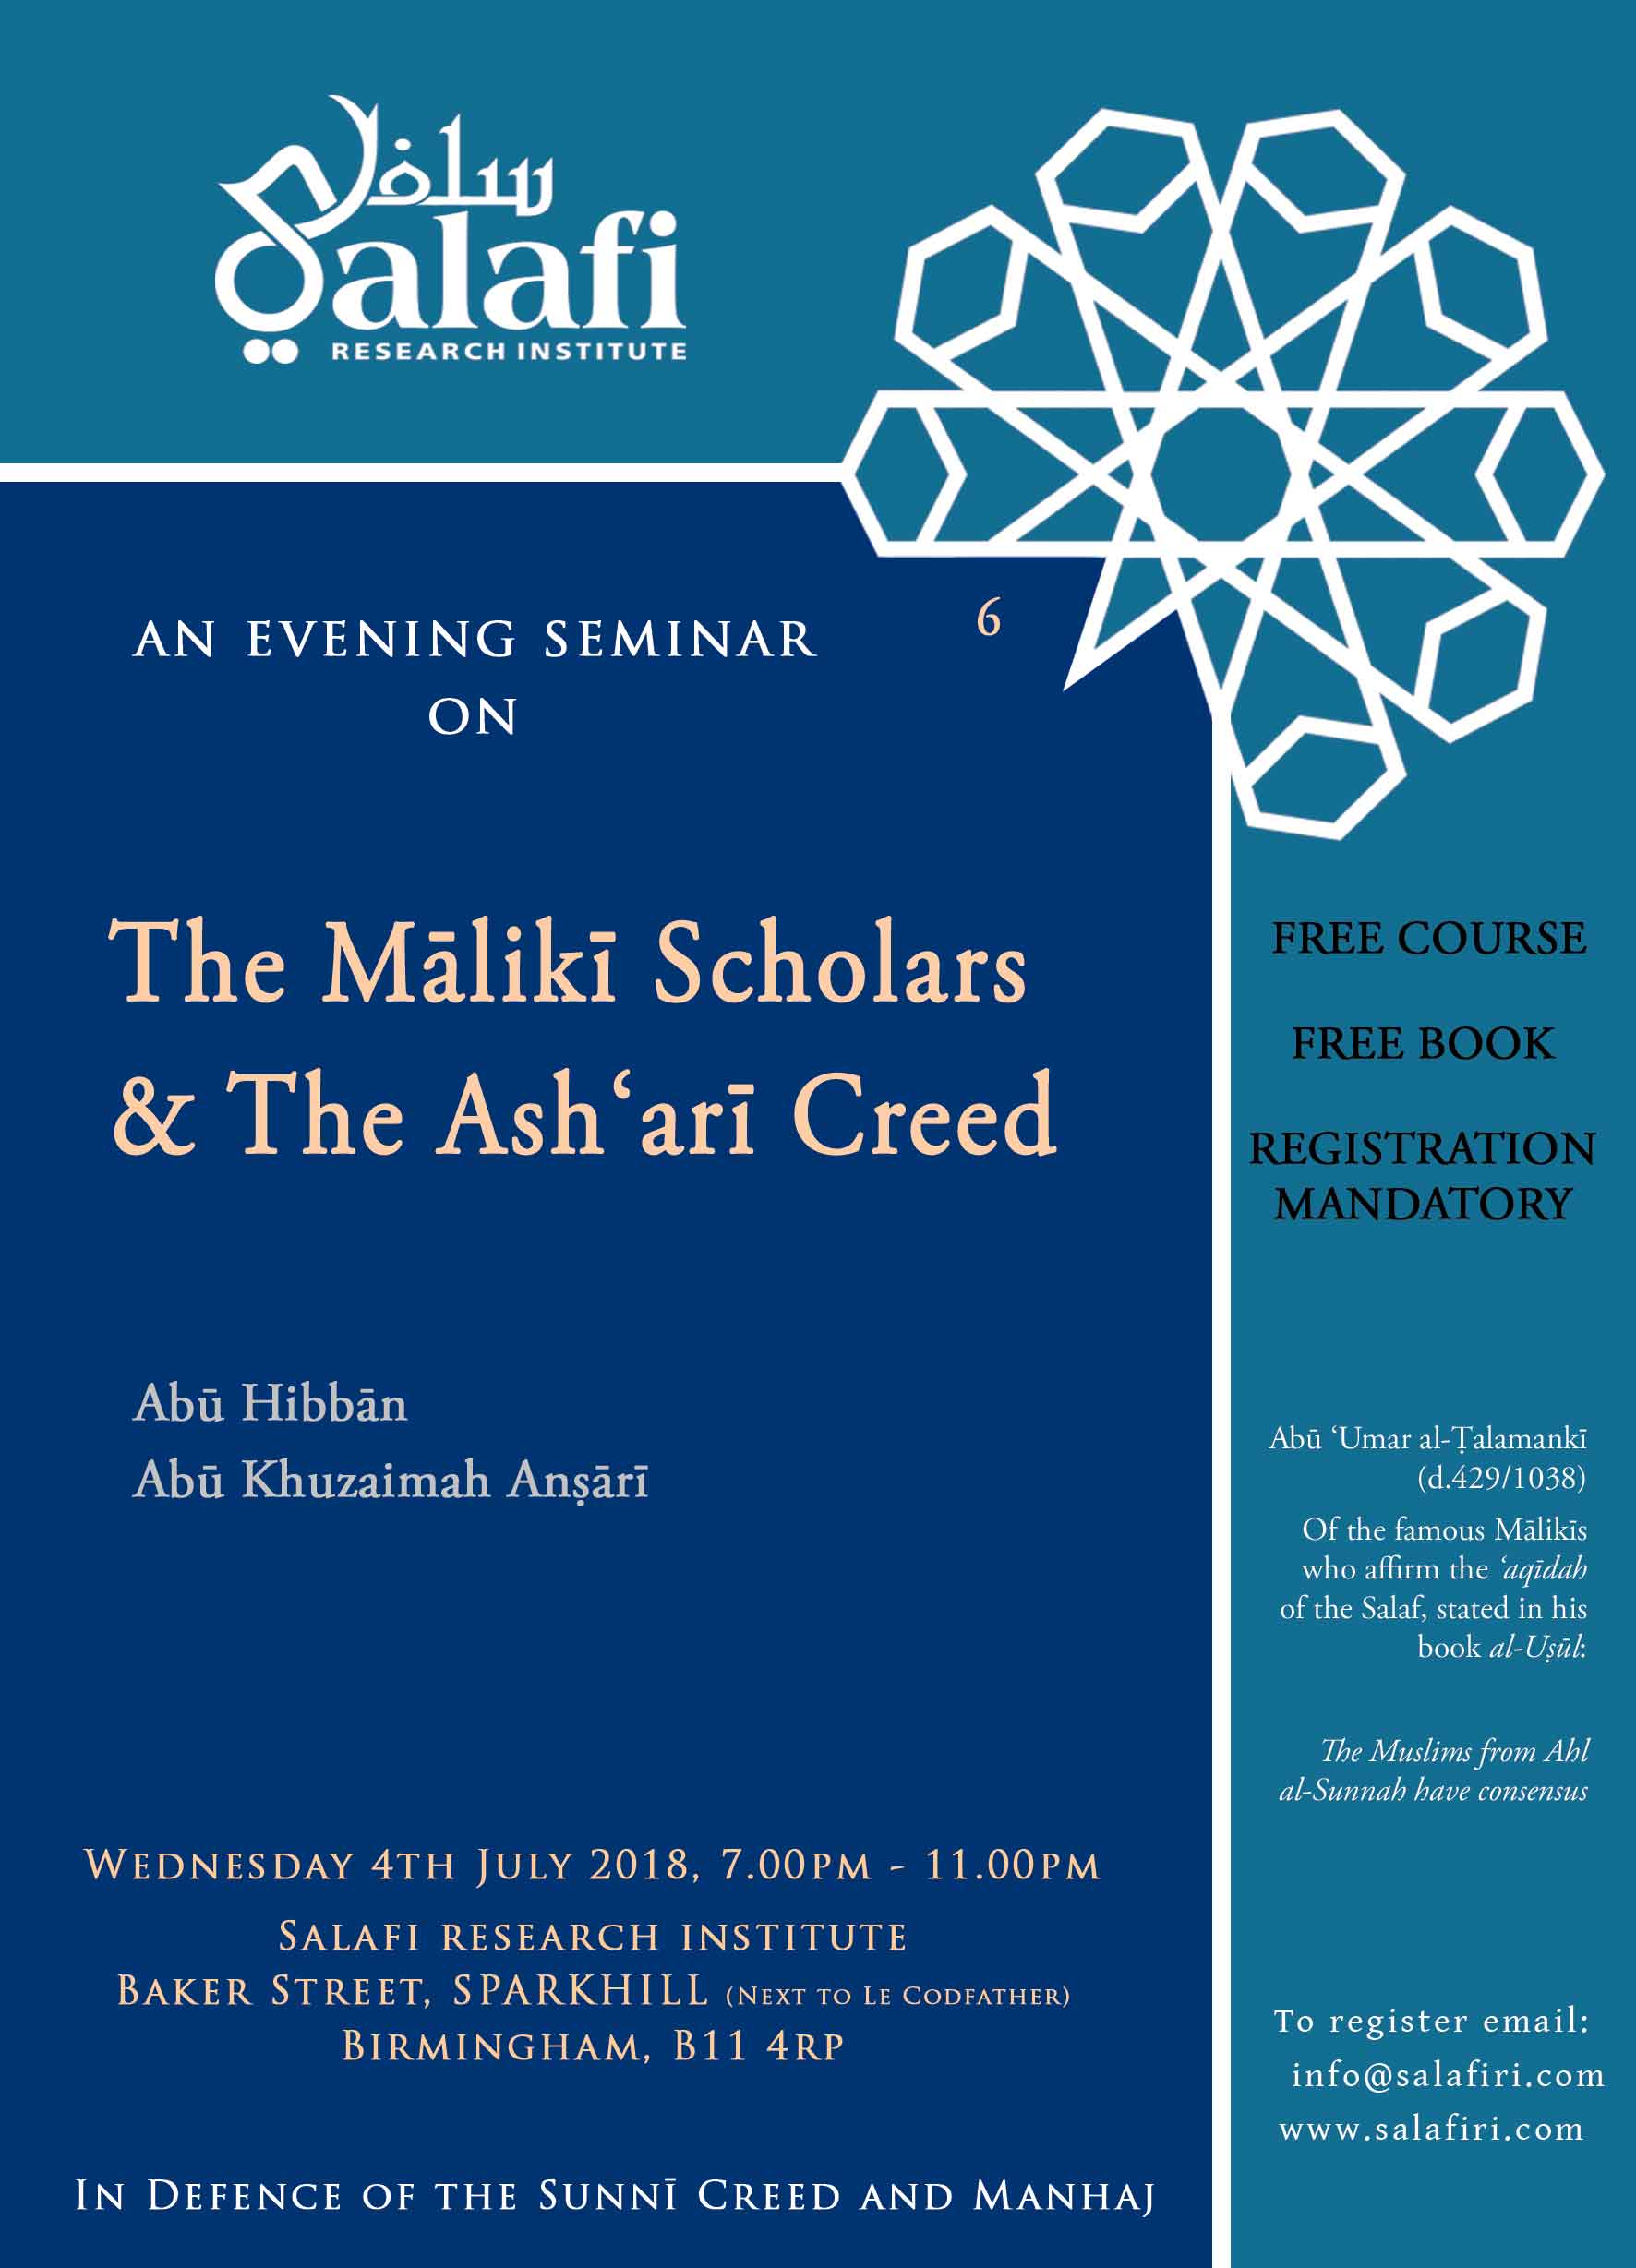 سلفي
Salafi
RESEARCH INSTITUTE
AN EVENING SEMINAR
ON
6
The Mālikī Scholars
& The Ash‘arī Creed
Abū Hibbān
Abū Khuzaimah Anṣārī
WEDNESDAY 4TH JULY 2018, 7.00PM - 11.00PM
SALAFI RESEARCH INSTITUTE
BAKER STREET, SPARKHILL (NEXT TO LE CODFATHER)
BIRMINGHAM, B11 4RP
IN DEFENCE OF THE SUNNĪ CREED AND MANHAJ
FREE COURSE
FREE BOOK
REGISTRATION
MANDATORY
Abū ‘Umar al-Ṭalamankī
(d.429/1038)
Of the famous Mālikīs
who affirm the ‘aqīdah
of the Salaf, stated in his
book al-Uṣūl:
The Muslims from Ahl
al-Sunnah have consensus
To register email:
info@salafiri.com
www.salafiri.com